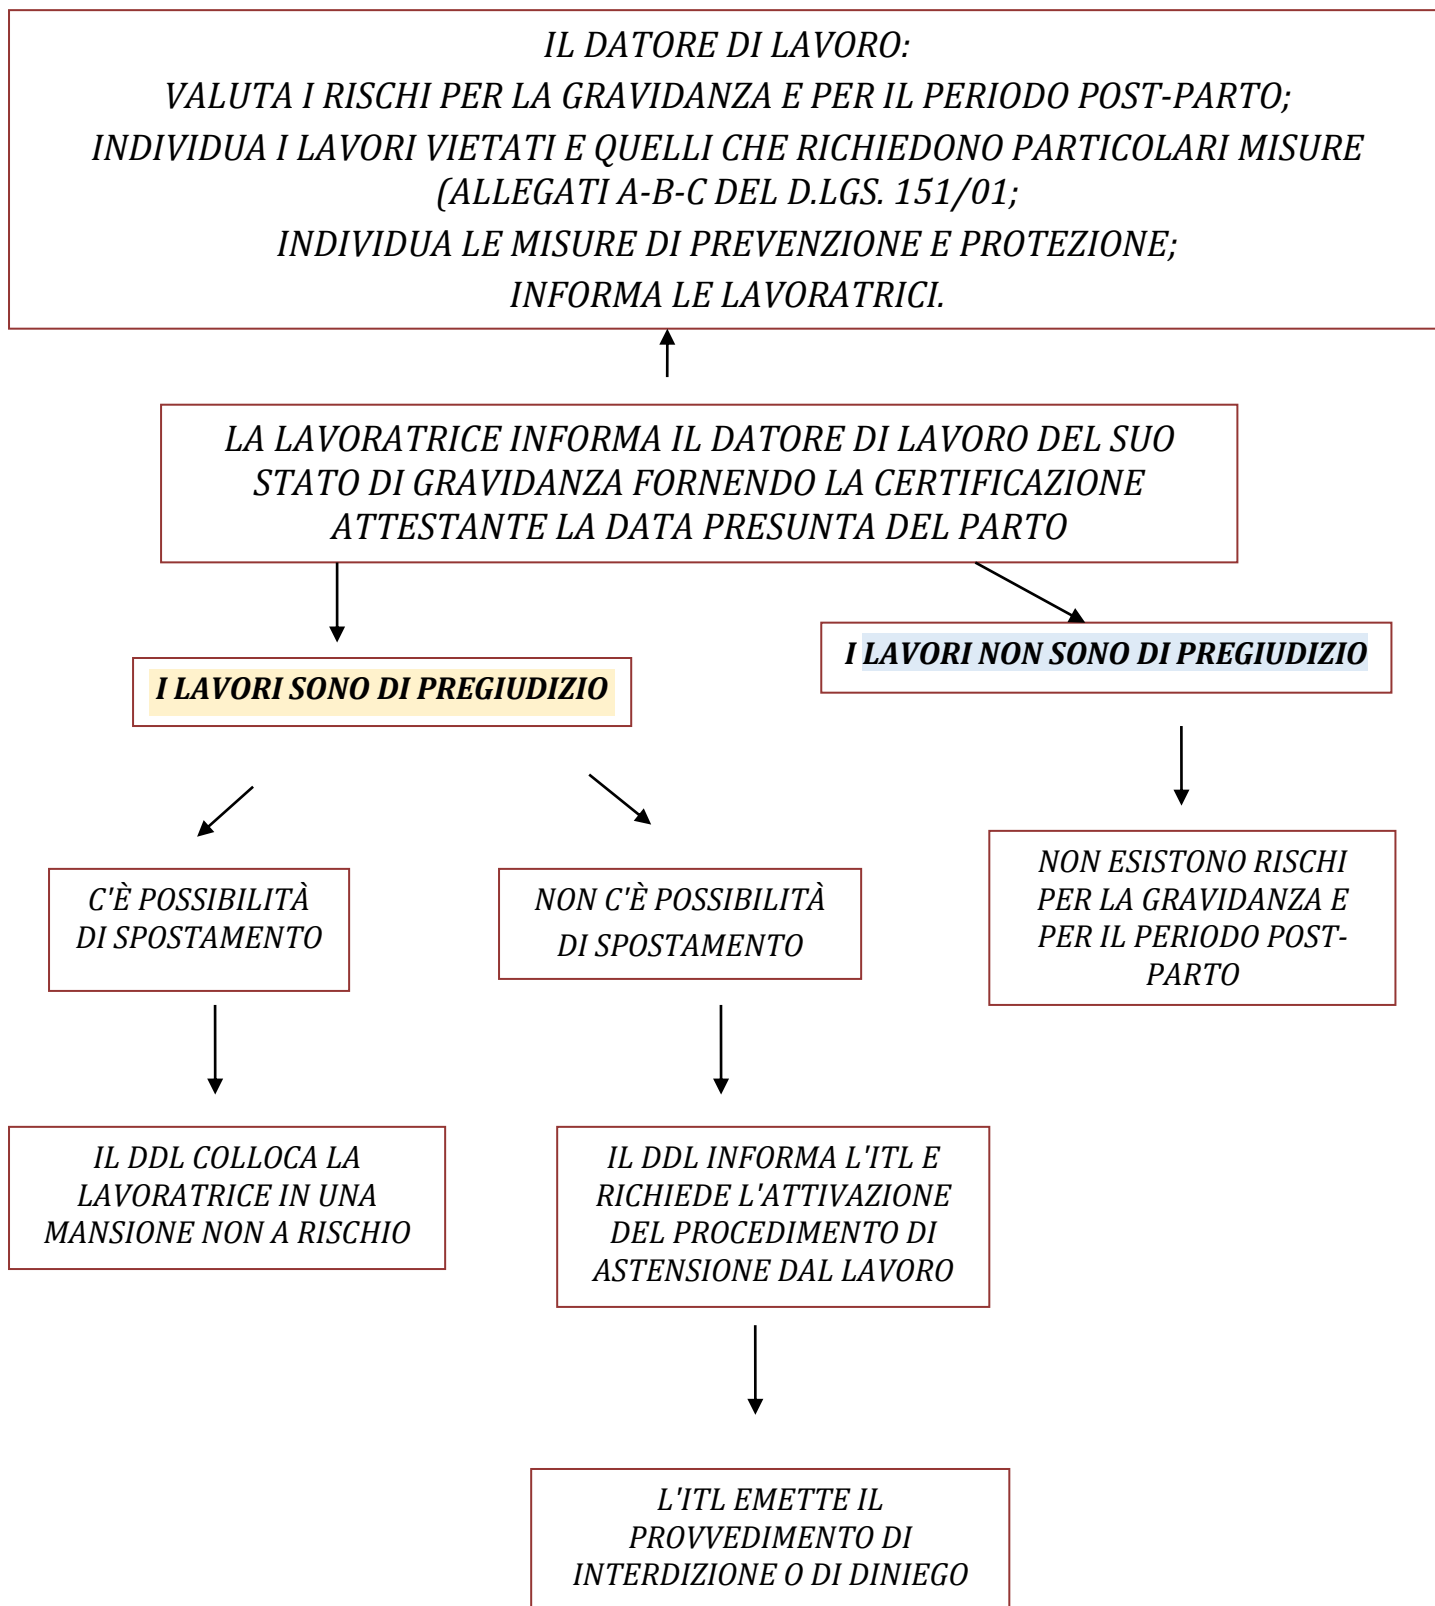 IL DATORE DI LAVORO:
VALUTA I RISCHI PER LA GRAVIDANZA E PER IL PERIODO POST-PARTO;
INDIVIDUA I LAVORI VIETATI E QUELLI CHE RICHIEDONO PARTICOLARI MISURE
(ALLEGATI A-B-C DEL D.LGS. 151/01;
INDIVIDUA LE MISURE DI PREVENZIONE E PROTEZIONE;
INFORMA LE LAVORATRICI.
LA LAVORATRICE INFORMA IL DATORE DI LAVORO DEL SUO
STATO DI GRAVIDANZA FORNENDO LA CERTIFICAZIONE
ATTESTANTE LA DATA PRESUNTA DEL PARTO
I LAVORI SONO DI PREGIUDIZIO
I LAVORI NON SONO DI PREGIUDIZIO
C'È POSSIBILITÀ
DI SPOSTAMENTO
NON C'È POSSIBILITÀ
DI SPOSTAMENTO
NON ESISTONO RISCHI
PER LA GRAVIDANZA E
PER IL PERIODO POST-
PARTO
IL DDL COLLOCA LA
LAVORATRICE IN UNA
MANSIONE NON A RISCHIO
IL DDL INFORMA L'ITL E
RICHIEDE L'ATTIVAZIONE
DEL PROCEDIMENTO DI
ASTENSIONE DAL LAVORO
L'ITL EMETTE IL
PROVVEDIMENTO DI
INTERDIZIONE O DI DINIEGO